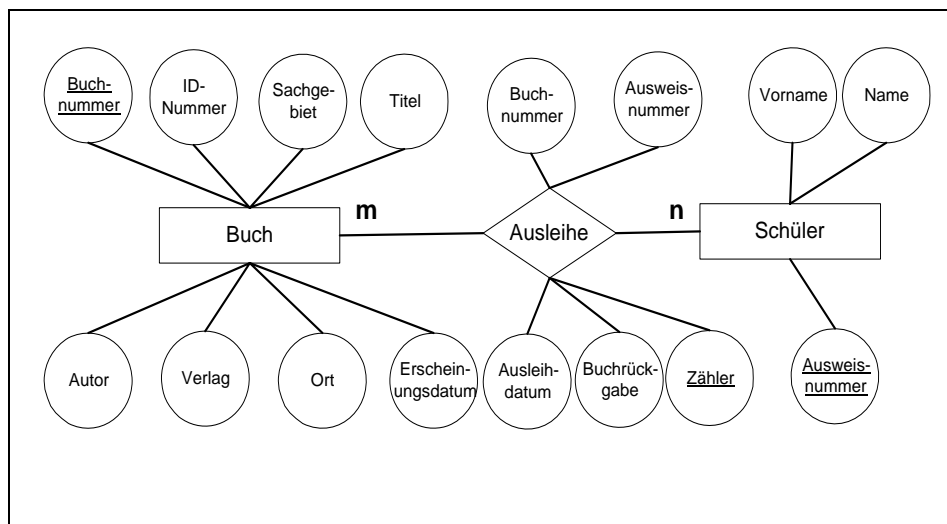 Buch-
nummer
ID-
Nummer
Sachge-
biet
Titel
Buch-
nummer
Ausweis-
nummer
Vorname
Name
Buch
m
Ausleihe
n
Schüler
Autor
Verlag
Ort
Erschein-
ungsdatum
Ausleih-
datum
Buchrück-
gabe
Zähler
Ausweis-
nummer